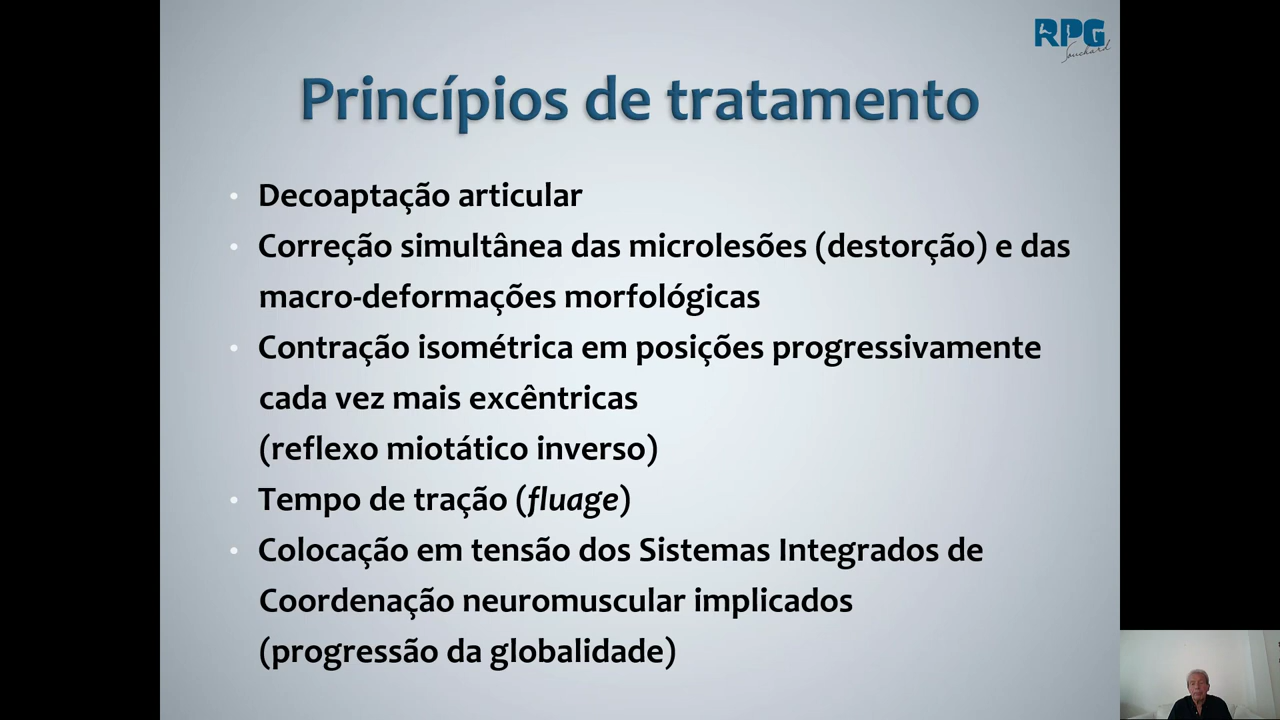 RPG
Souchard
Princípios de tratamento
• Decoaptação articular
• Correção simultânea das microlesões (destorção) e das
macro-deformações morfológicas
• Contração isométrica em posições progressivamente
cada vez mais excêntricas
(reflexo miotático inverso)
• Tempo de tração (fluage)
• Colocação em tensão dos Sistemas Integrados de
Coordenação neuromuscular implicados
(progressão da globalidade)